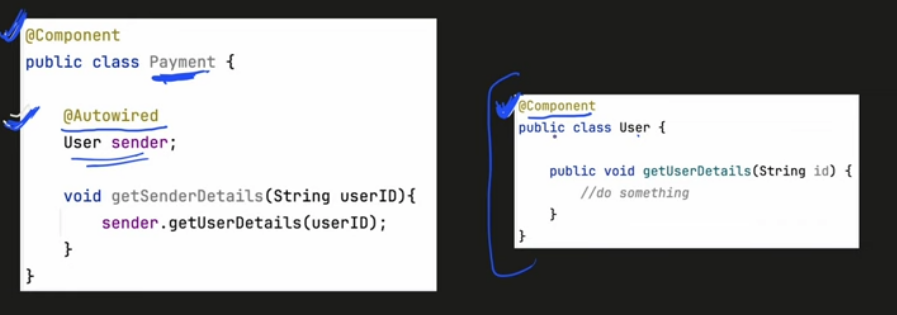 @Component
public class Payment {
@Autowired
User sender;
void getSenderDetails(String userID){
sender.getUserDetails(userID);
}
}
@Component
public class User {
public void getUserDetails(String id) {
//do something
}
}